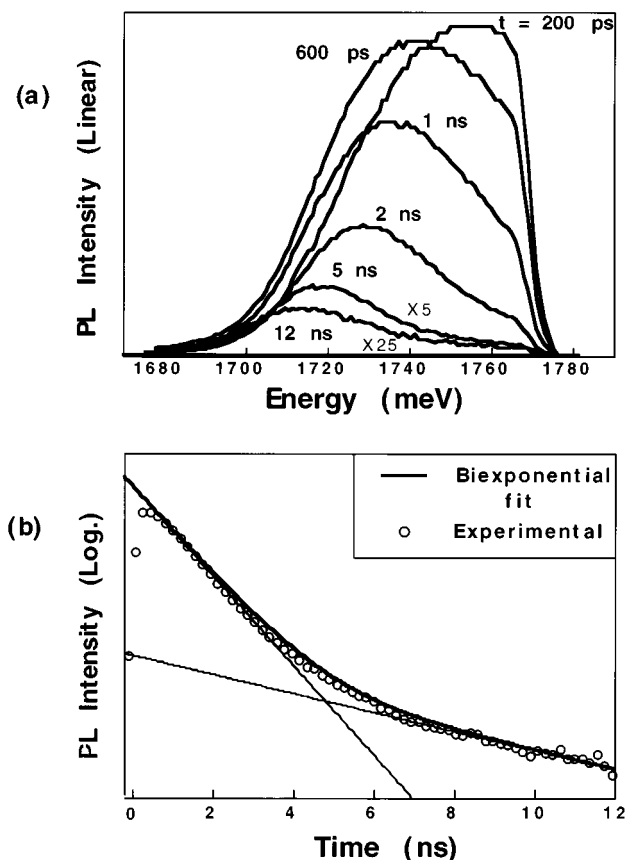 (a)
PL Intensity (Linear)
t = 200 ps
600 ps
1 ns
2 ns
5 ns
X5
12 ns
X25
1680 1700 1720 1740 1760 1780
Energy (meV)
(b)
PL Intensity (Log.)
Biexponential
fit
Experimental
0 2 4 6 8 10 12
Time (ns)